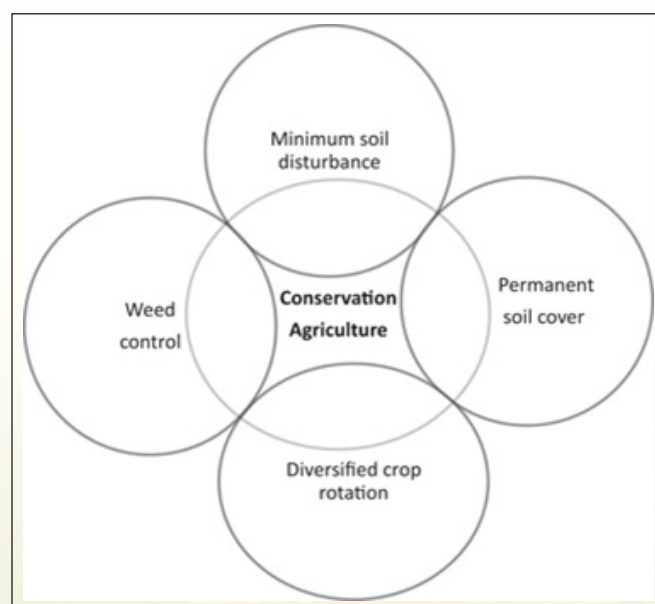 Minimum soil
disturbance
Weed
control
Conservation
Agriculture
Permanent
soil cover
Diversified crop
rotation